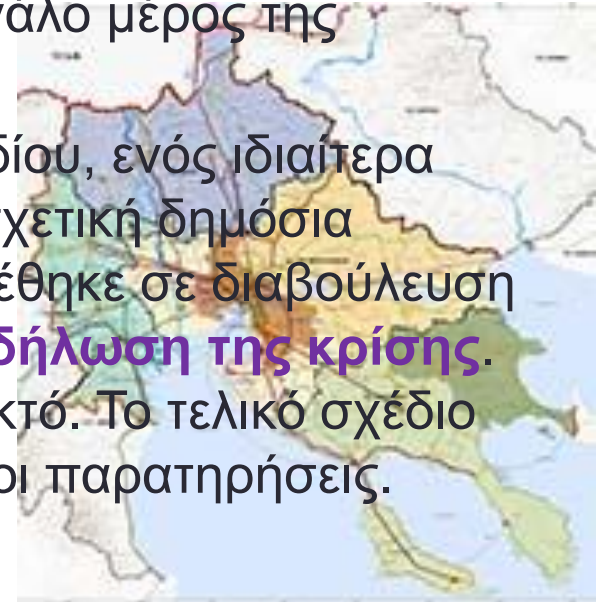 άλο μέρος της
δίου, ενός ιδιαίτερα
χετική δημόσια
έθηκε σε διαβούλευση
δήλωση της κρίσης.
κτό. Το τελικό σχέδιο
οι παρατηρήσεις.